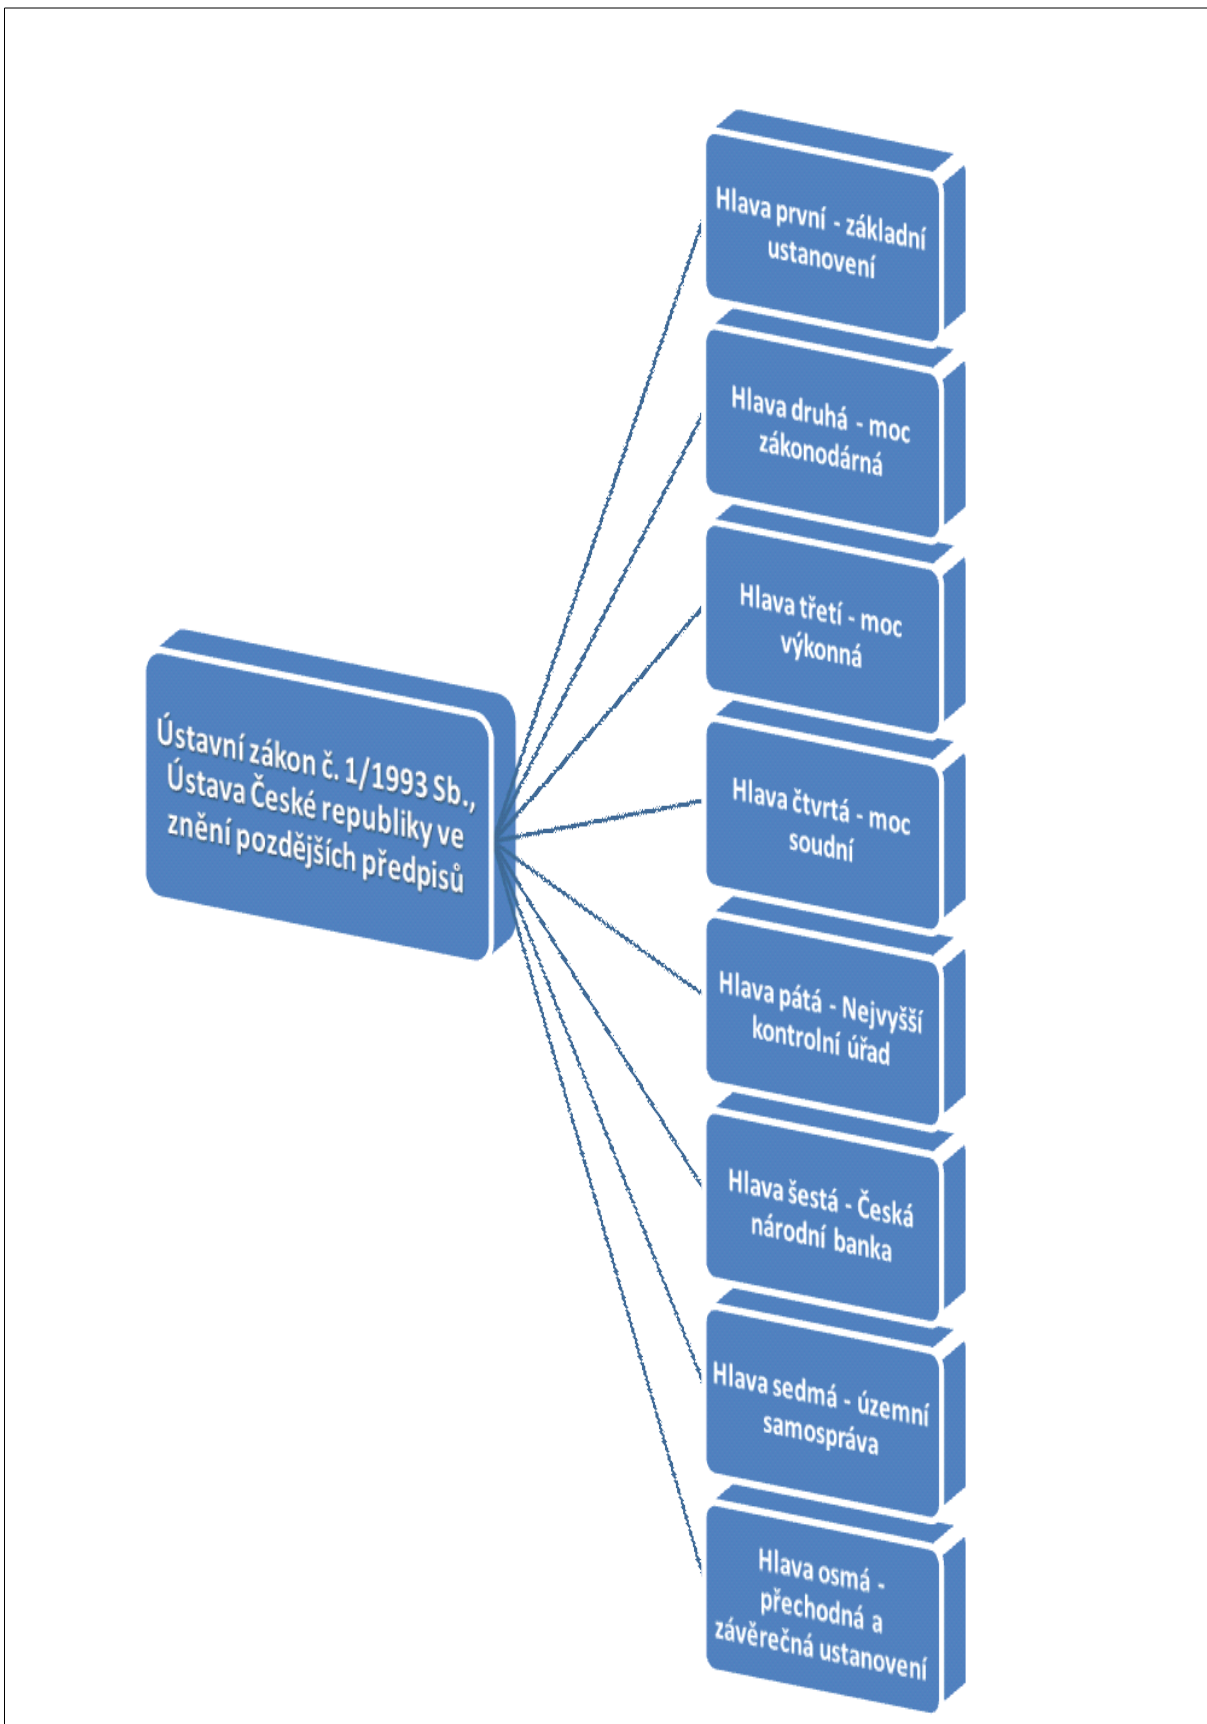 Hlava první - základní
ustanovení
Hlava druhá - moc
zákonodárná
Hlava třetí - moc
výkonná
Ústavní zákon č. 1/1993 Sb.,
Ústava České republiky ve
znění pozdějších předpisů
Hlava čtvrtá - moc
soudní
Hlava pátá - Nejvyšší
kontrolní úřad
Hlava šestá - Česká
národní banka
Hlava sedmá - územní
samospráva
Hlava osmá -
přechodná a
závěrečná ustanovení